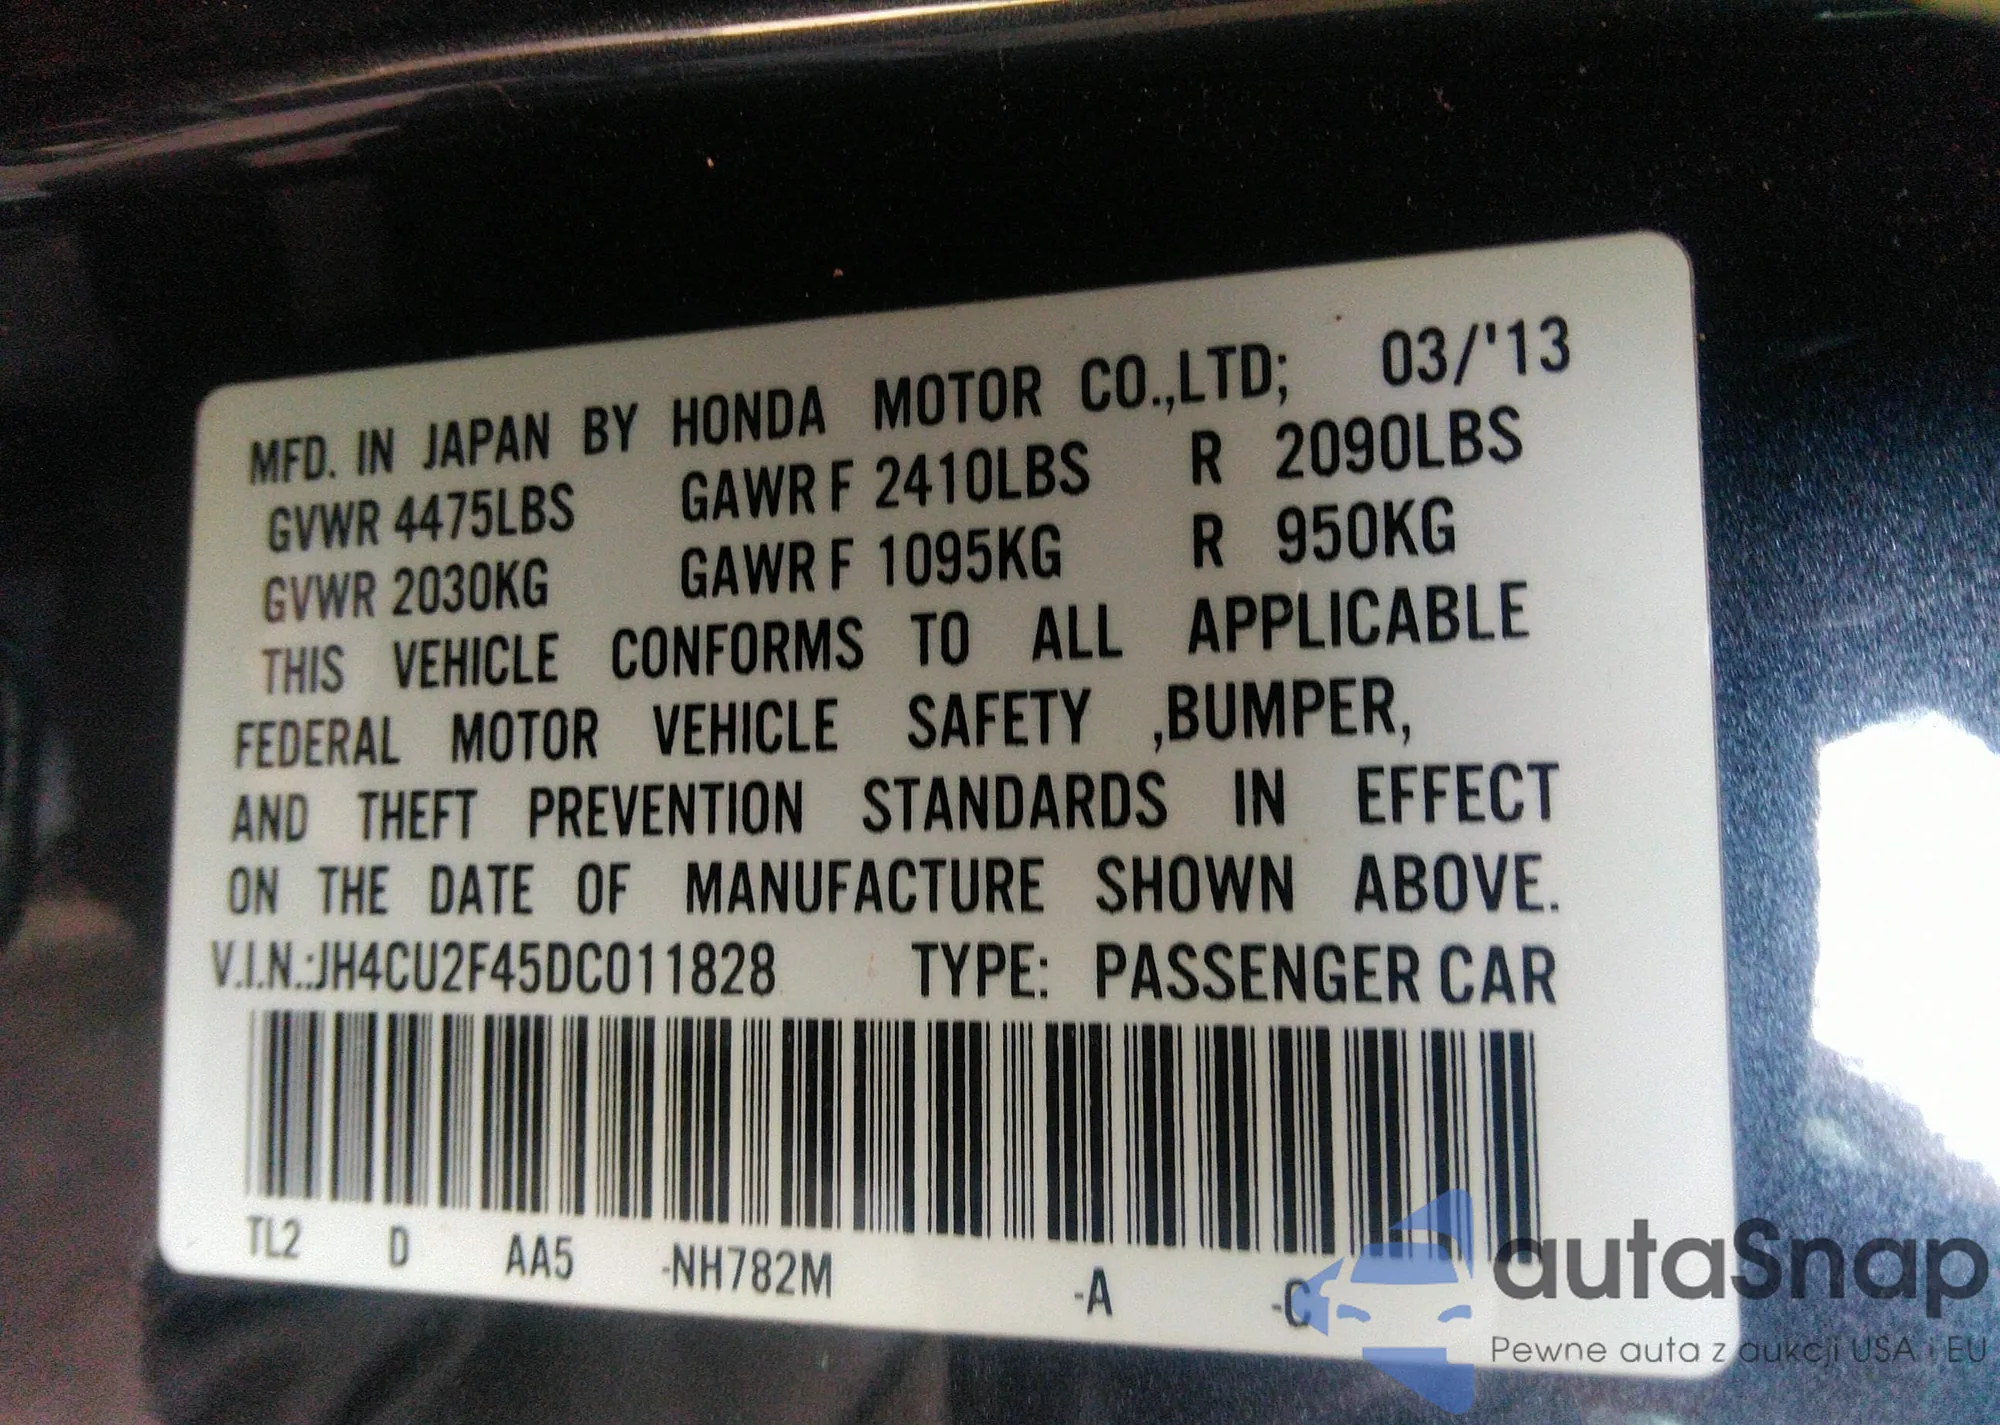 MFD. IN JAPAN BY HONDA MOTOR CO.,LTD; 03/'13
GVWR 4475LBS GAWR F 2410LBS R 2090LBS
GVWR 2030KG GAWR F 1095KG R 950KG
THIS VEHICLE CONFORMS TO ALL APPLICABLE
FEDERAL MOTOR VEHICLE SAFETY ,BUMPER,
AND THEFT PREVENTION STANDARDS IN EFFECT
ON THE DATE OF MANUFACTURE SHOWN ABOVE.
V.I.N.:JH4CU2F45DC011828 TYPE: PASSENGER CAR
TL2 D AA5 -NH782M -A -C
autaSnap
Pewne auta z aukcji USA i EU